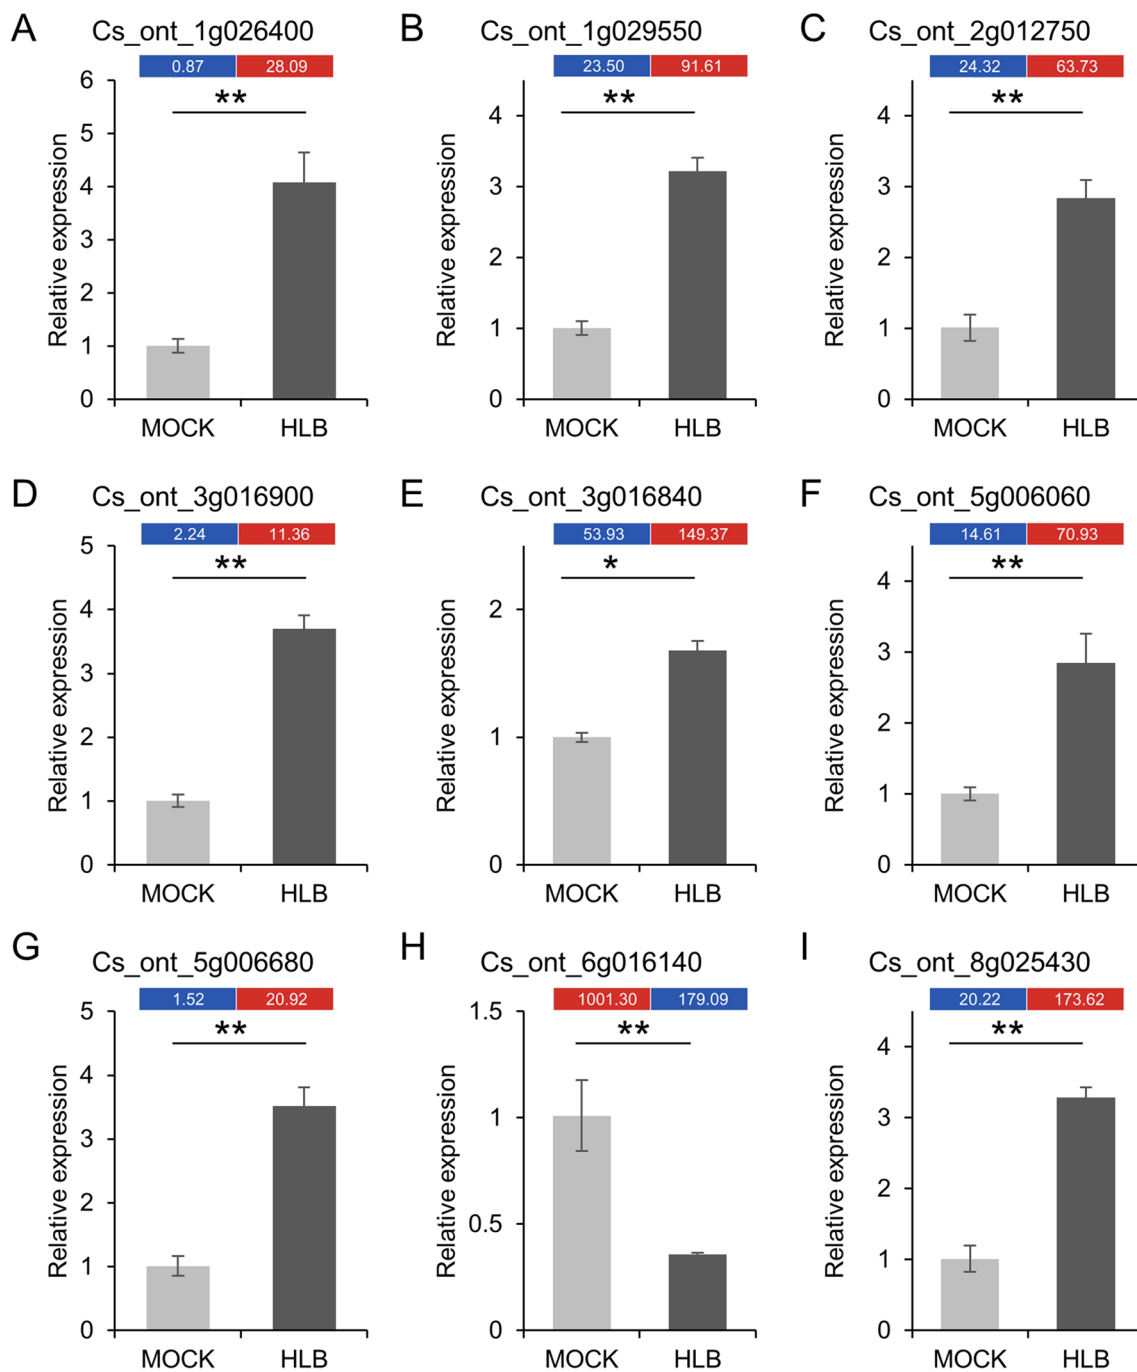 A
Cs_ont_1g026400
0.87 28.09
**
Relative expression
6
5
4
3
2
1
0
MOCK HLB
B
Cs_ont_1g029550
23.50 91.61
**
Relative expression
4
3
2
1
0
MOCK HLB
C
Cs_ont_2g012750
24.32 63.73
**
Relative expression
4
3
2
1
0
MOCK HLB
D
Cs_ont_3g016900
2.24 11.36
**
Relative expression
5
4
3
2
1
0
MOCK HLB
E
Cs_ont_3g016840
53.93 149.37
*
Relative expression
2
1
0
MOCK HLB
F
Cs_ont_5g006060
14.61 70.93
**
Relative expression
4
3
2
1
0
MOCK HLB
G
Cs_ont_5g006680
1.52 20.92
**
Relative expression
5
4
3
2
1
0
MOCK HLB
H
Cs_ont_6g016140
1001.30 179.09
**
Relative expression
1.5
1
0.5
0
MOCK HLB
I
Cs_ont_8g025430
20.22 173.62
**
Relative expression
4
3
2
1
0
MOCK HLB